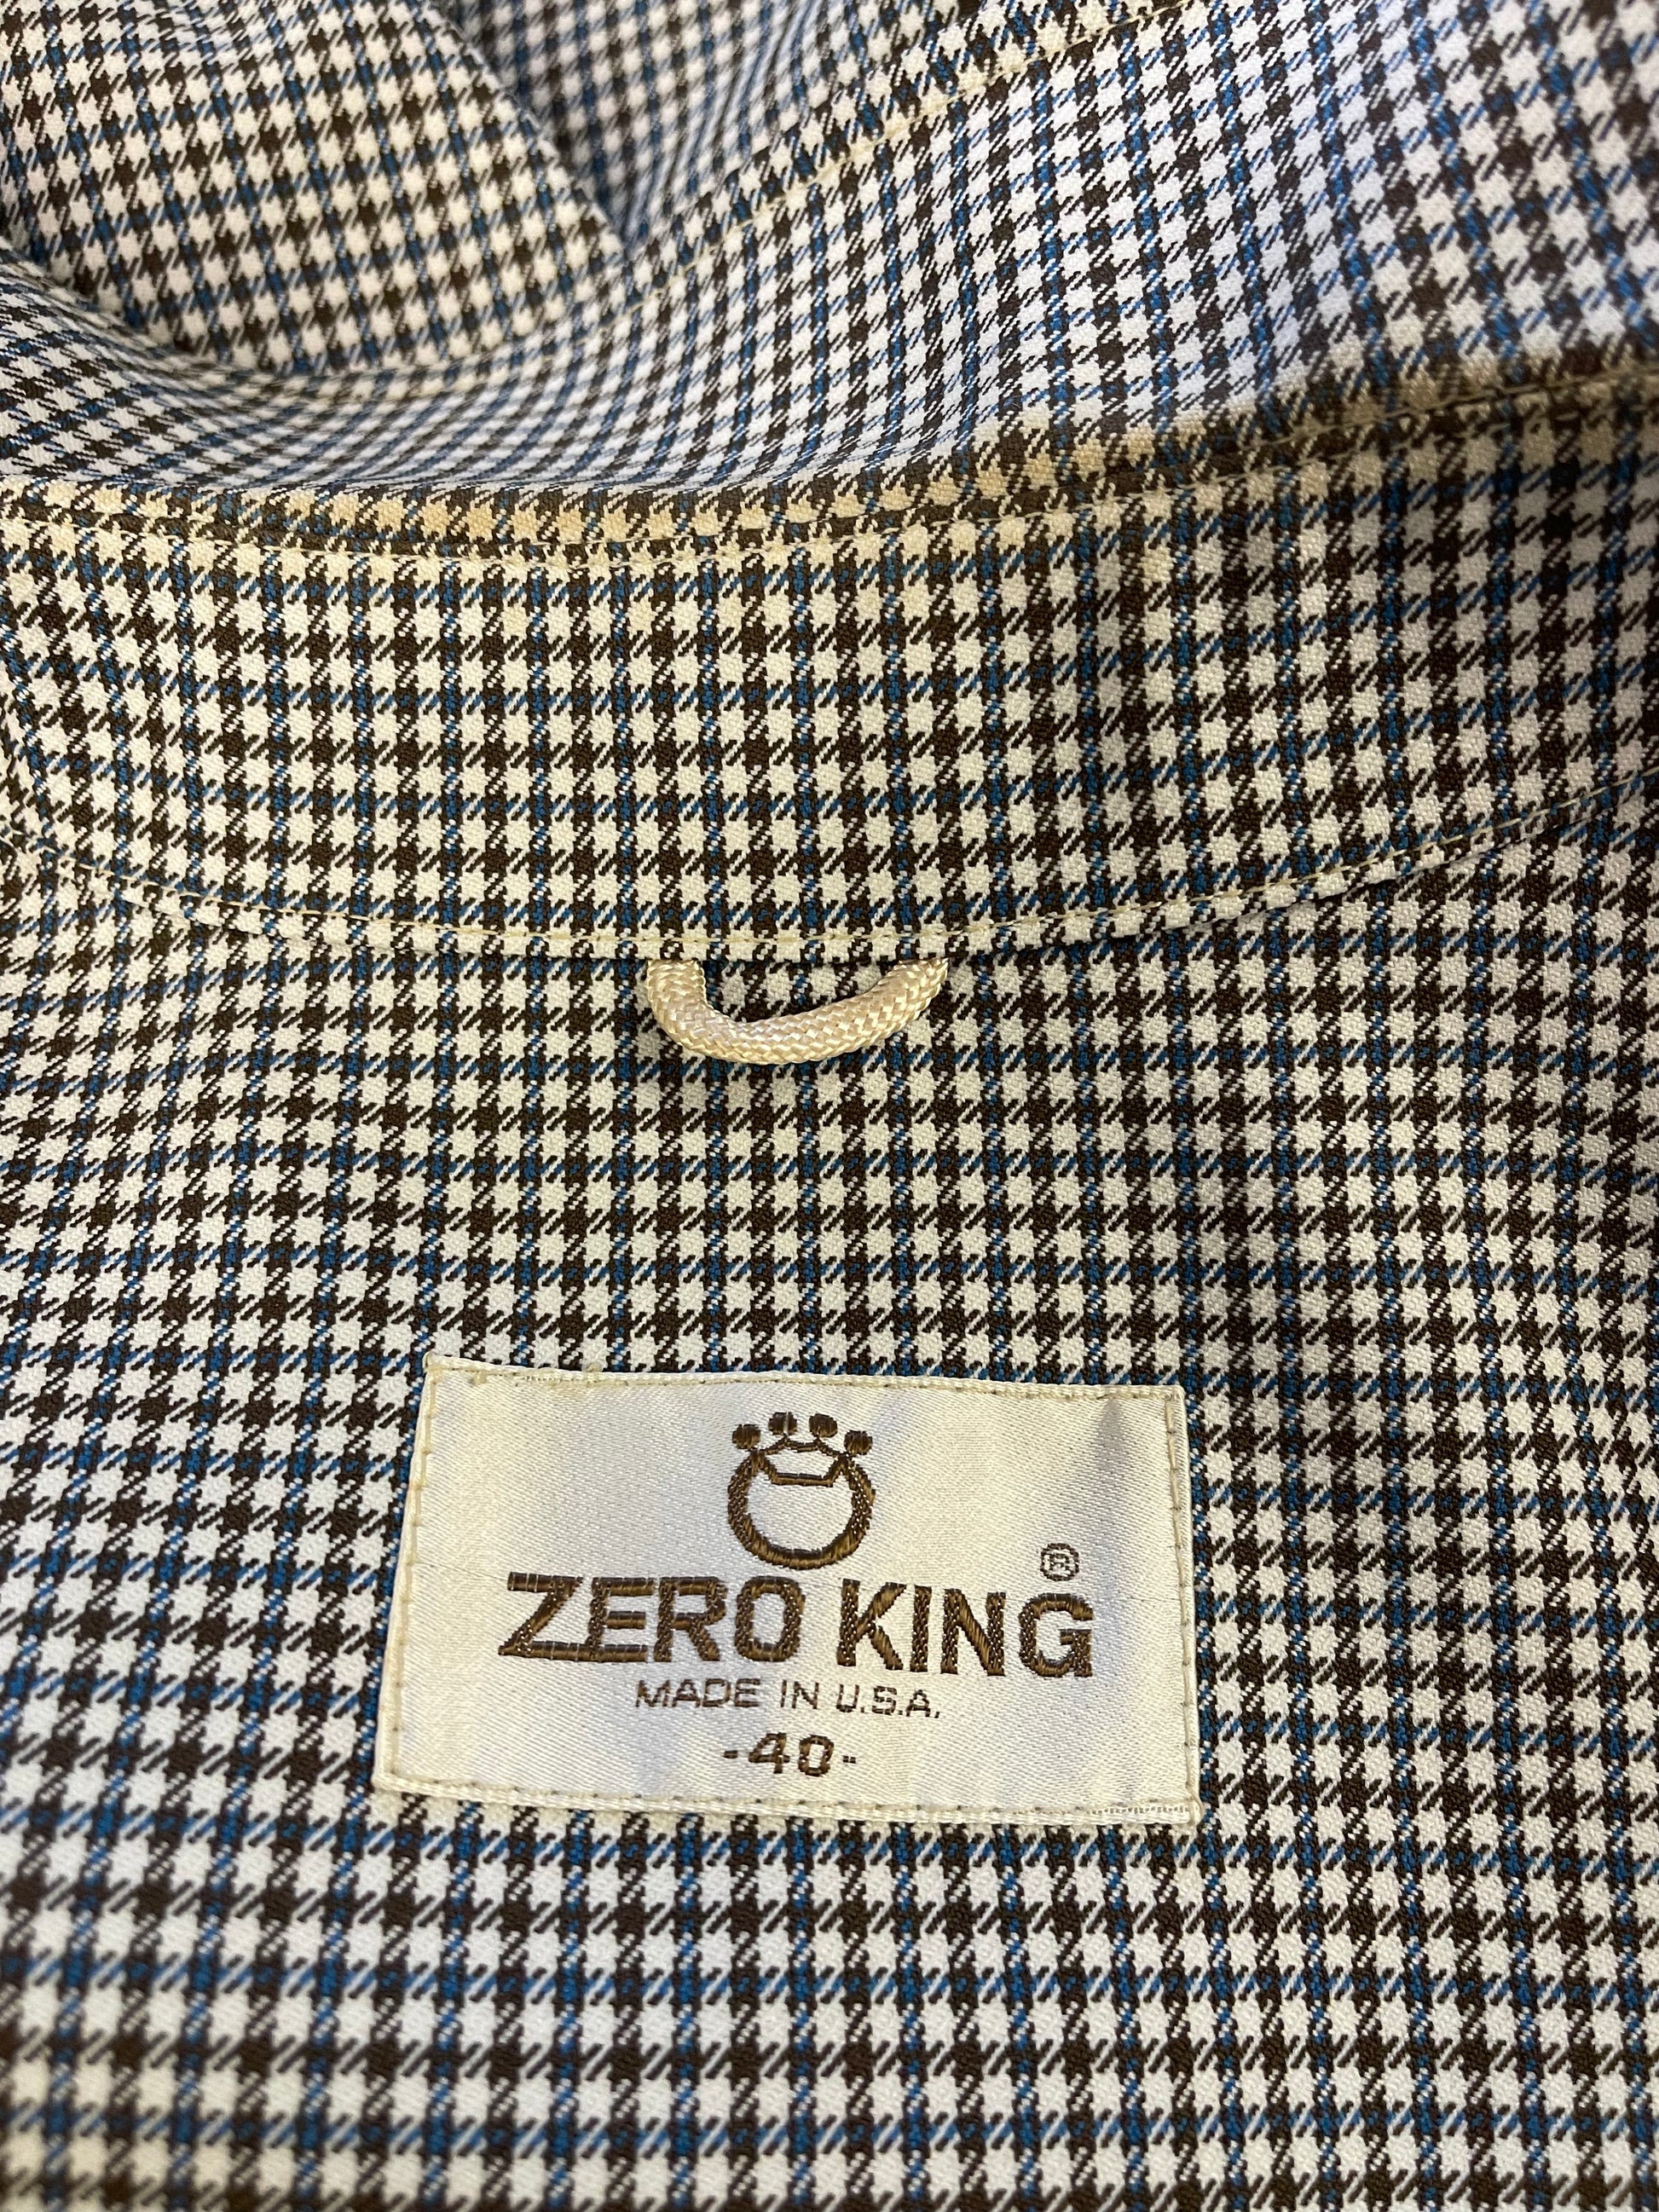 ZERO KING®
MADE IN U.S.A.
-40-